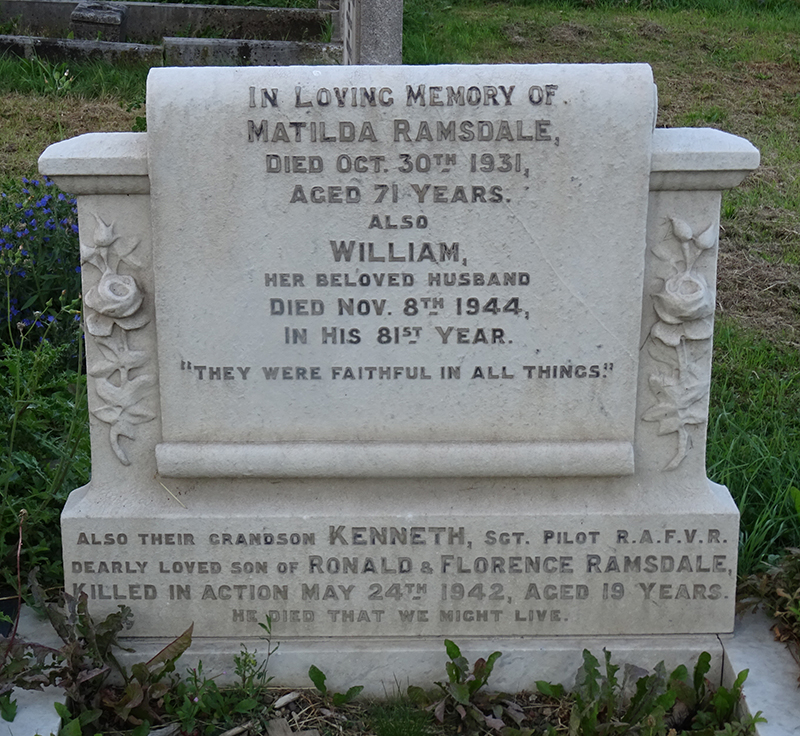 In Loving Memory of.
Matilda Ramsdale,
Died Oct. 30th 1931,
Aged 71 Years.
ALSO
WILLIAM,
HER BELOVED HUSBAND
Died Nov. 8th 1944,
In His 81st Year.
"THEY WERE FAITHFUL IN ALL THINGS."
ALSO THEIR GRANDSON KENNETH, Sgt. Pilot R.A.F.V.R.
DEARLY LOVED SON OF RONALD & FLORENCE RAMSDALE,
KILLED IN ACTION MAY 24TH 1942, AGED 19 YEARS.
HE DIED THAT WE MIGHT LIVE.